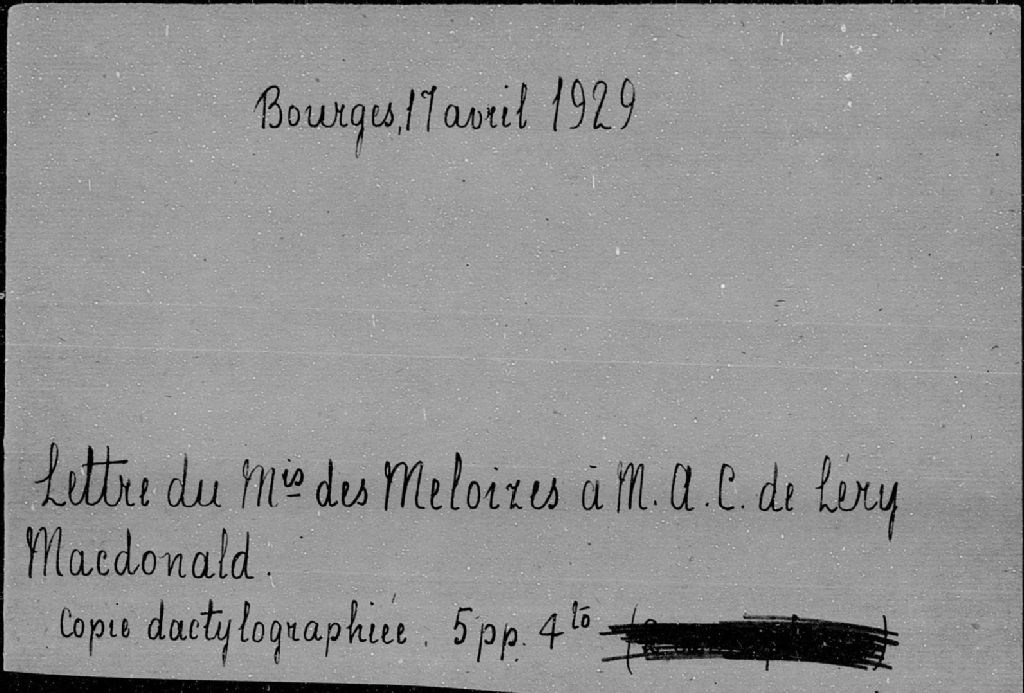 Bourges, 17 avril 1929
Lettre du Mis des Meloizes à M. A. C. de Léry
Macdonald.
Copie dactylographiée. 5 pp. 4to